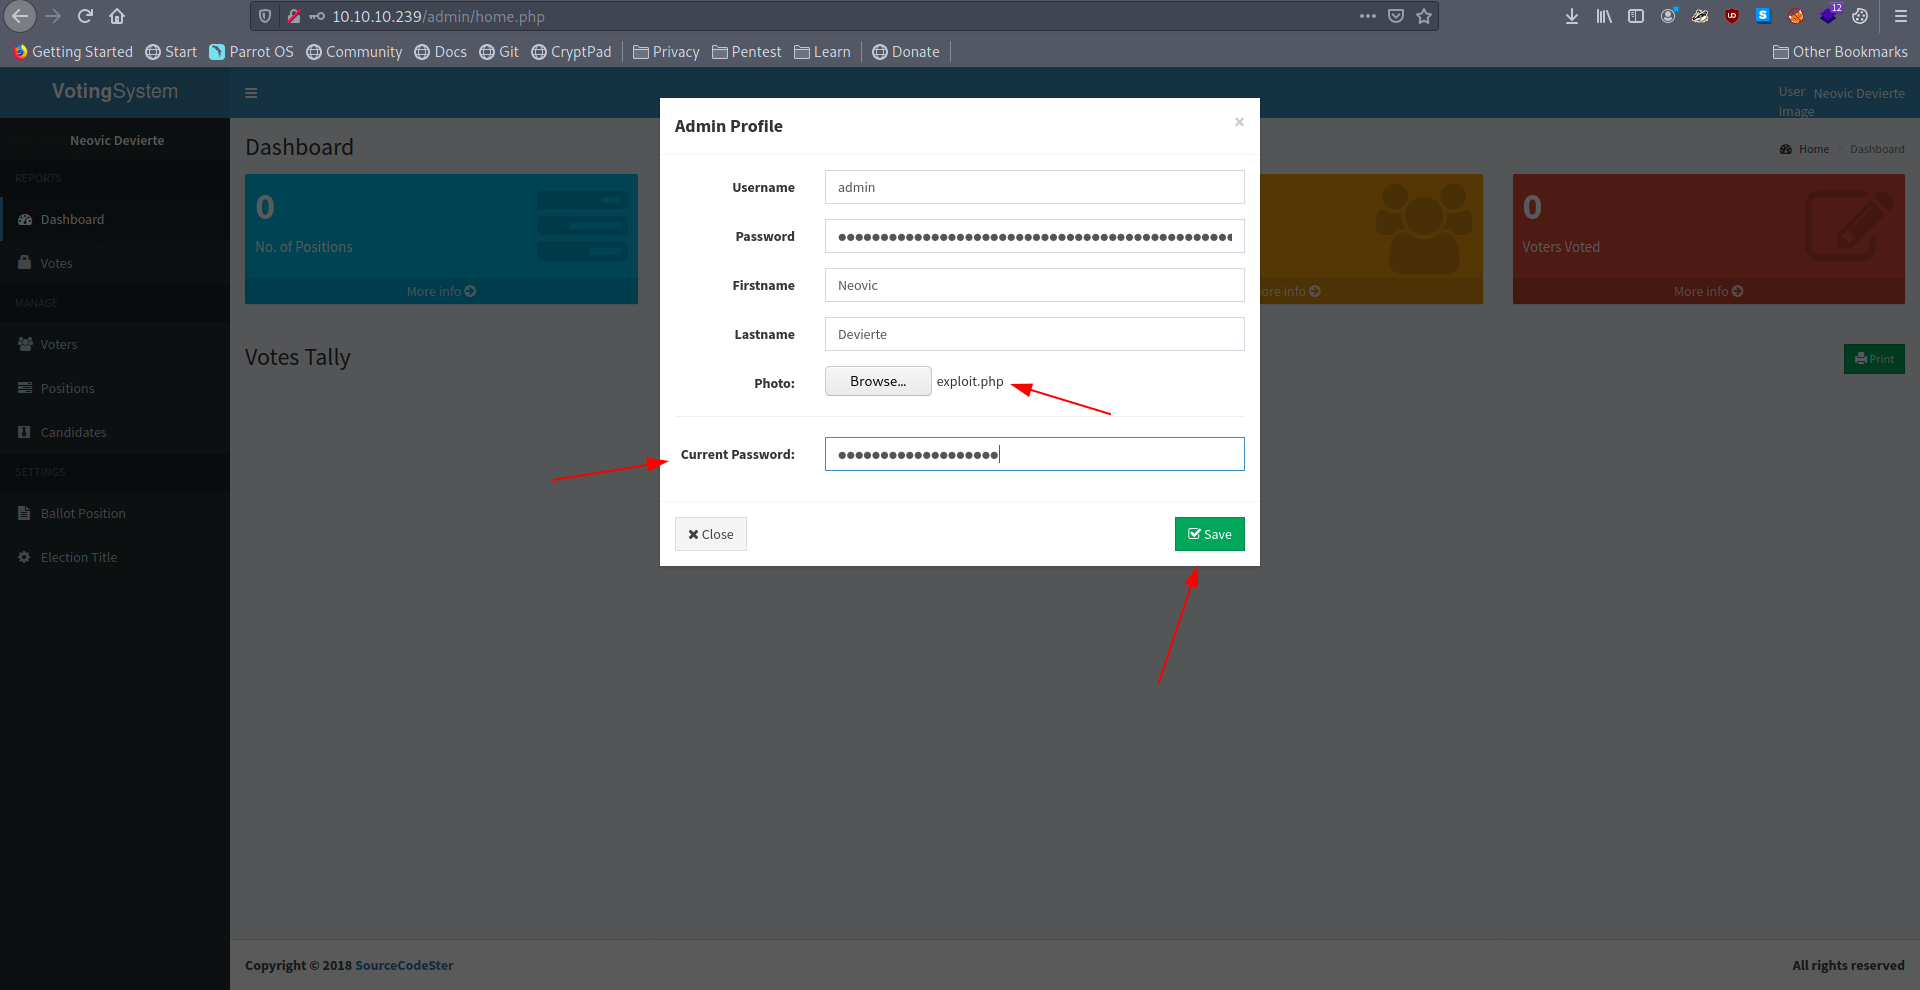 10.10.10.239/admin/home.php
12
Getting Started Start Parrot OS Community Docs Git CryptPad Privacy Pentest Learn Donate Other Bookmarks
VotingSystem
User Image Neovic Devierte
Neovic Devierte
REPORTS
Dashboard
Votes
MANAGE
Voters
Positions
Candidates
SETTINGS
Ballot Position
Election Title
Dashboard
Home > Dashboard
0
No. of Positions
More info
ore info
0
Voters Voted
More info
Votes Tally
Print
Admin Profile
×
Username admin
Password ●●●●●●●●●●●●●●●●●●●●●●●●●●●●●●●●●●●●●●●●●●●●●●●
Firstname Neovic
Lastname Devierte
Photo: Browse... exploit.php
Current Password: ●●●●●●●●●●●●●●●●●●●
Close
Save
Copyright © 2018 SourceCodeSter
All rights reserved